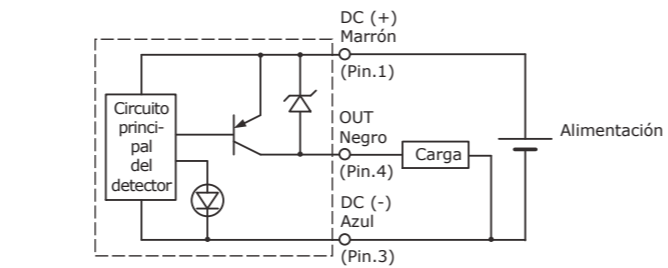 DC (+)
Marrón
(Pin.1)
Circuito
princi-
pal
del
detector
OUT
Negro
(Pin.4)
Carga
Alimentación
DC (-)
Azul
(Pin.3)